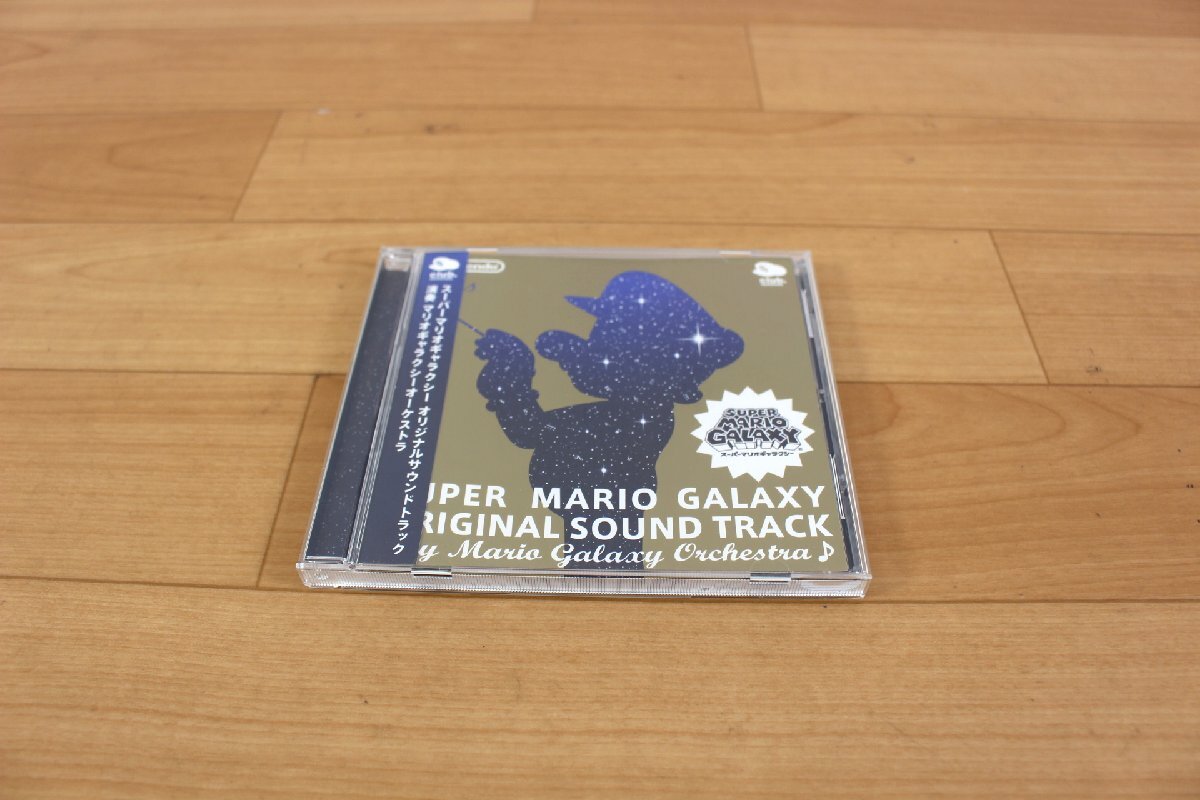 club
スーパーマリオギャラクシー オリジナルサウンドトラック
演奏 マリオギャラクシーオーケストラ
endo
club
SUPER
MARIO
GALAXY
スーパーマリオギャラクシー
UPER MARIO GALAXY
RIGINAL SOUND TRACK
y Mario Galaxy Orchestra♪